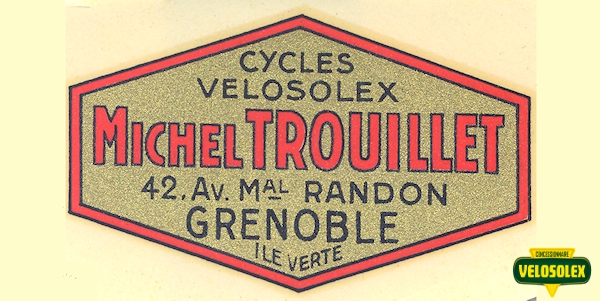 CYCLES
VELOSOLEX
MICHEL TROUILLET
42, AV. MAL RANDON
GRENOBLE
ILE VERTE
CONCESSIONNAIRE
VELOSOLEX